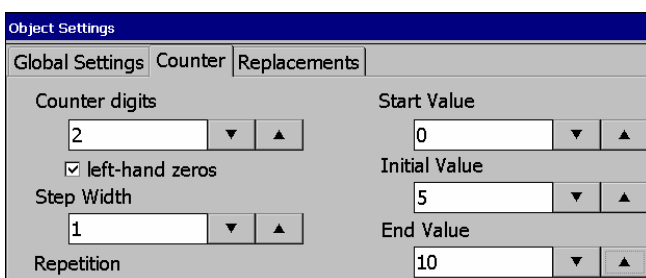 Object Settings
Global Settings Counter Replacements
Counter digits Start Value
2 0
left-hand zeros Initial Value
5
Step Width
1 End Value
Repetition 10